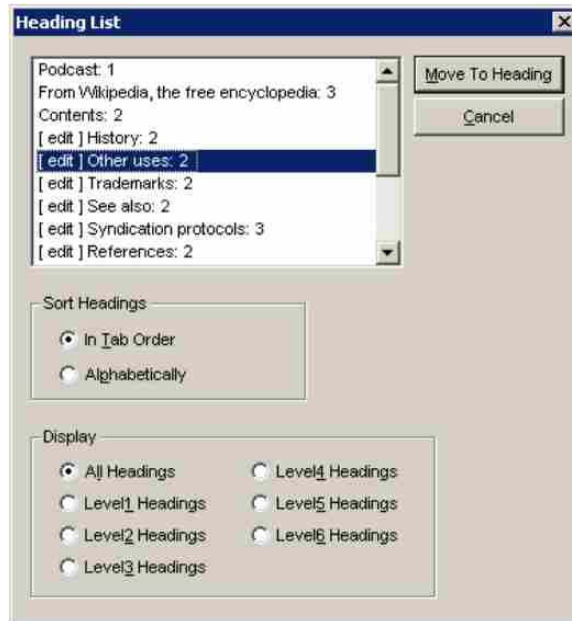 Heading List
Podcast: 1
From Wikipedia, the free encyclopedia: 3
Contents: 2
[ edit ] History: 2
[ edit ] Other uses: 2
[ edit ] Trademarks: 2
[ edit ] See also: 2
[ edit ] Syndication protocols: 3
[ edit ] References: 2
Move To Heading
Cancel
Sort Headings
In Tab Order
Alphabetically
Display
All Headings
Level1 Headings
Level2 Headings
Level3 Headings
Level4 Headings
Level5 Headings
Level6 Headings